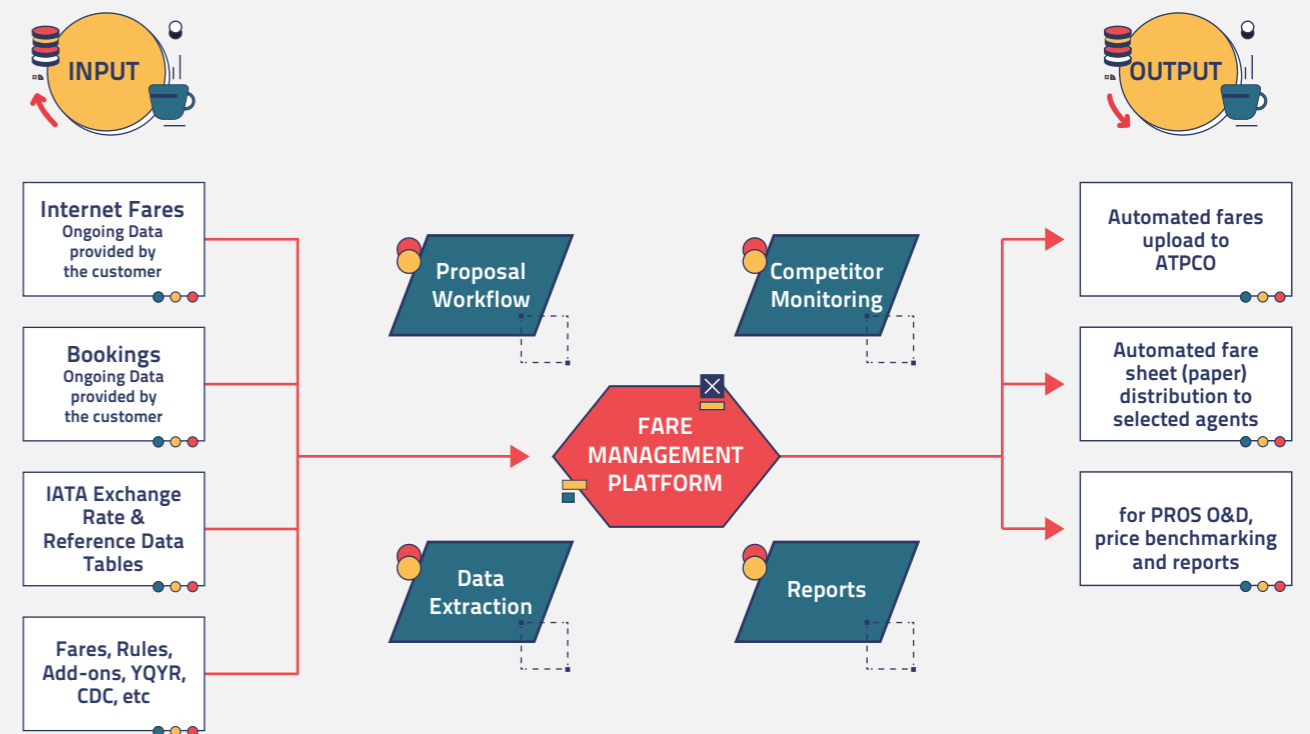 INPUT
OUTPUT
Internet Fares
Ongoing Data
provided by
the customer
Bookings
Ongoing Data
provided by
the customer
IATA Exchange
Rate &
Reference Data
Tables
Fares, Rules,
Add-ons, YQYR,
CDC, etc
Proposal
Workflow
Competitor
Monitoring
FARE
MANAGEMENT
PLATFORM
Data
Extraction
Reports
Automated fares
upload to
ATPCO
Automated fare
sheet (paper)
distribution to
selected agents
for PROS O&D,
price benchmarking
and reports